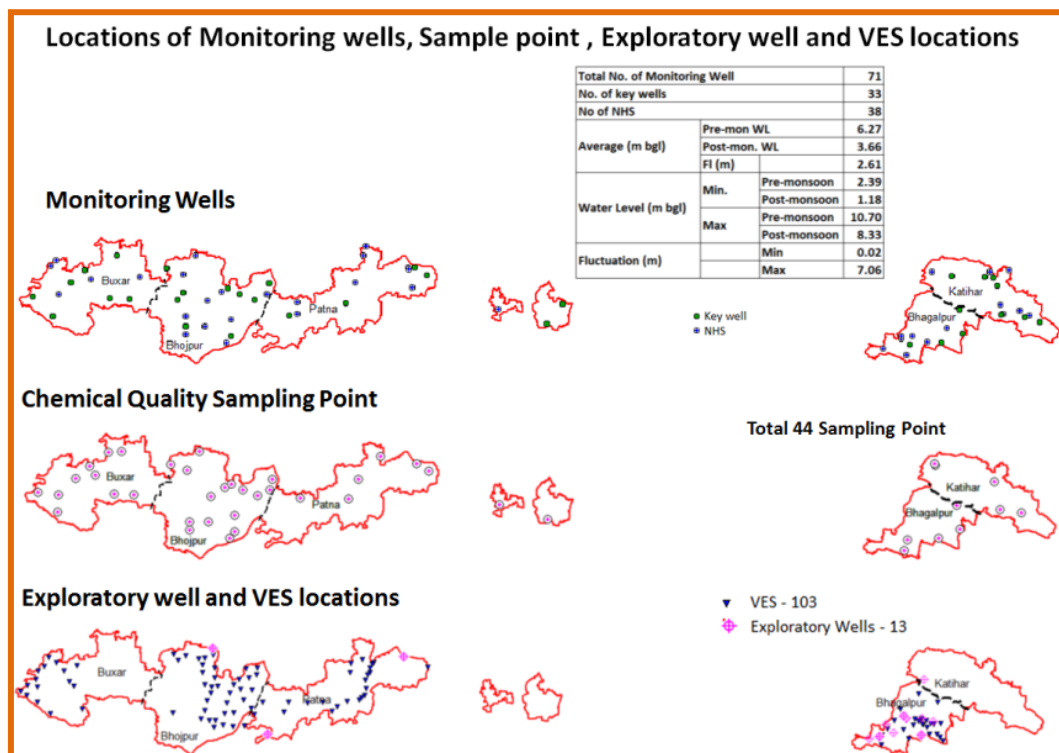 Locations of Monitoring wells, Sample point , Exploratory well and VES locations
Total No. of Monitoring Well 71
No. of key wells 33
No of NHS 38
Average (m bgl) Pre-mon WL 6.27
Post-mon. WL 3.66
Fl (m) 2.61
Water Level (m bgl) Min. Pre-monsoon 2.39
Post-monsoon 1.18
Max Pre-monsoon 10.70
Post-monsoon 8.33
Fluctuation (m) Min 0.02
Max 7.06
Monitoring Wells
Buxar
Bhojpur
Patna
Key well
NHS
Katihar
Bhagalpur
Chemical Quality Sampling Point
Total 44 Sampling Point
Buxar
Bhojpur
Patna
Katihar
Bhagalpur
Exploratory well and VES locations
VES - 103
Exploratory Wells - 13
Buxar
Bhojpur
Patna
Katihar
Bhagalpur